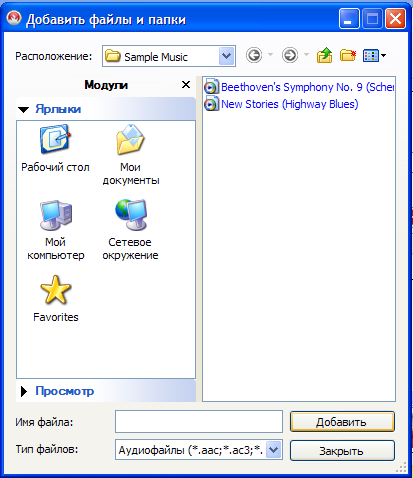 Добавить файлы и папки
Расположение: Sample Music
Модули
Ярлыки
Рабочий стол
Мои документы
Мой компьютер
Сетевое окружение
Favorites
Просмотр
Beethoven's Symphony No. 9 (Scher
New Stories (Highway Blues)
Имя файла:
Добавить
Тип файлов: Аудиофайлы (*.aac;*.ac3;*.
Закрыть